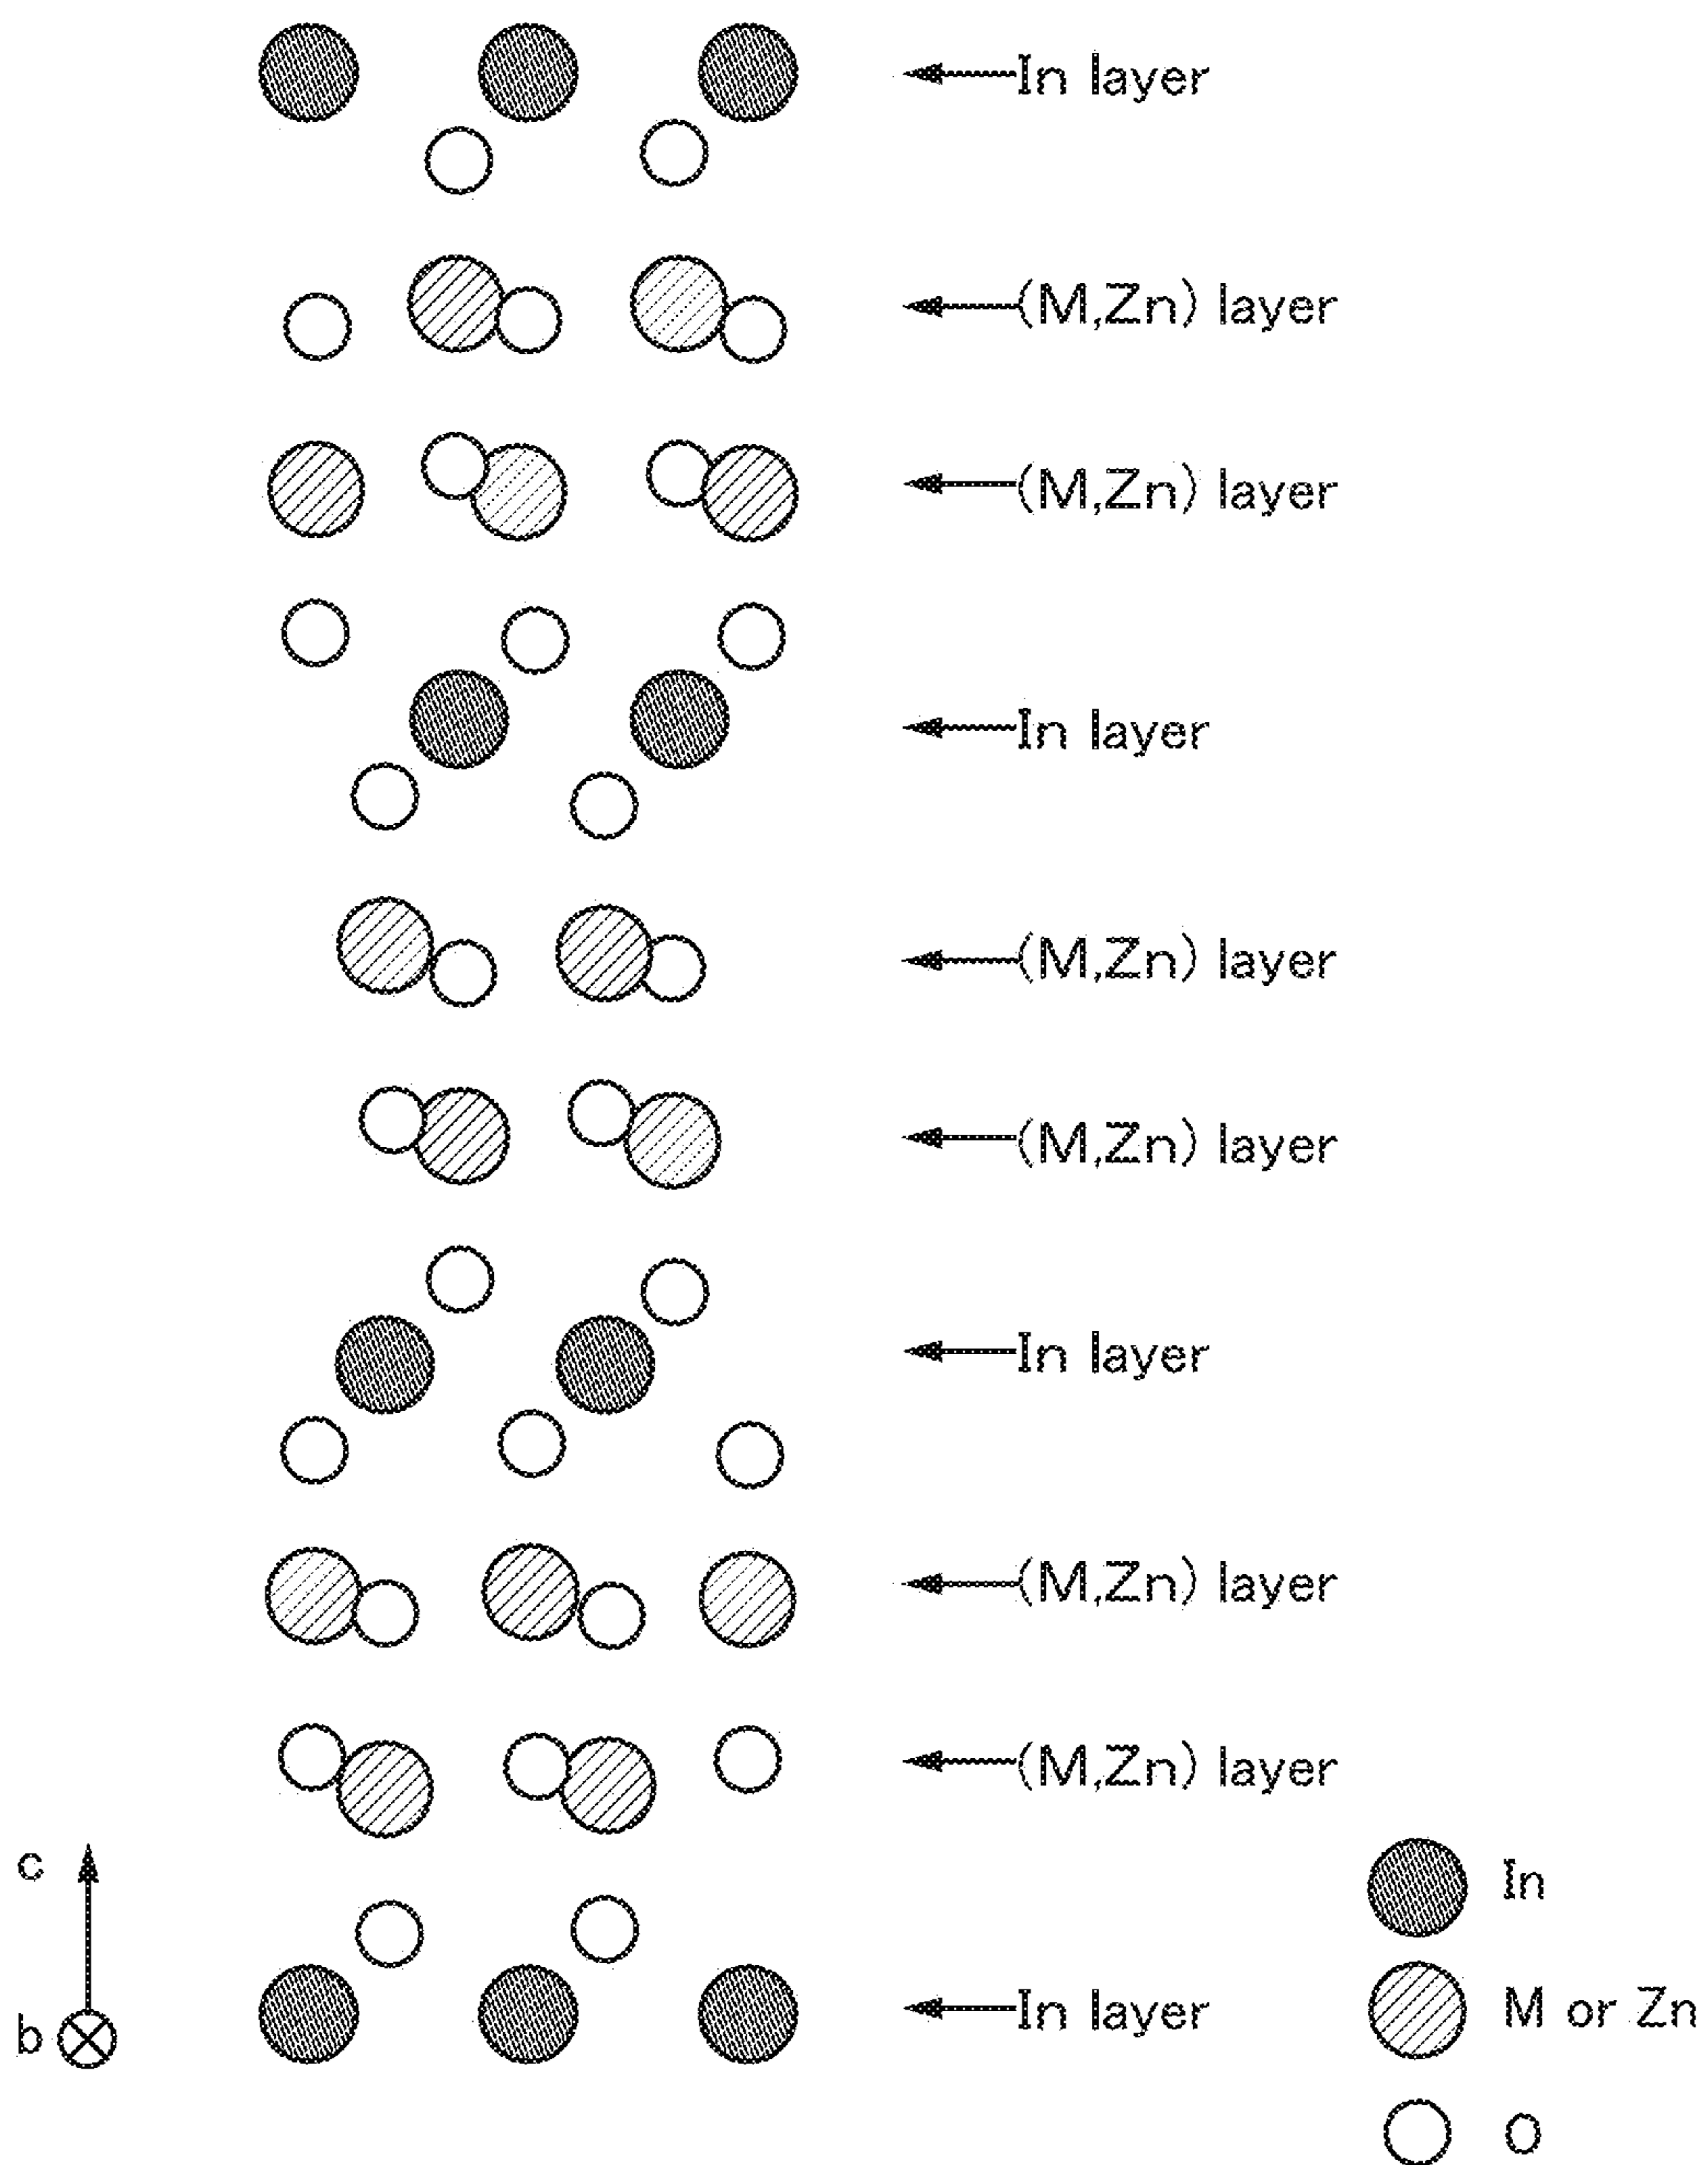 In layer
(M,Zn) layer
(M,Zn) layer
In layer
(M,Zn) layer
(M,Zn) layer
In layer
(M,Zn) layer
(M,Zn) layer
c
In
In layer
b
M or Zn
O